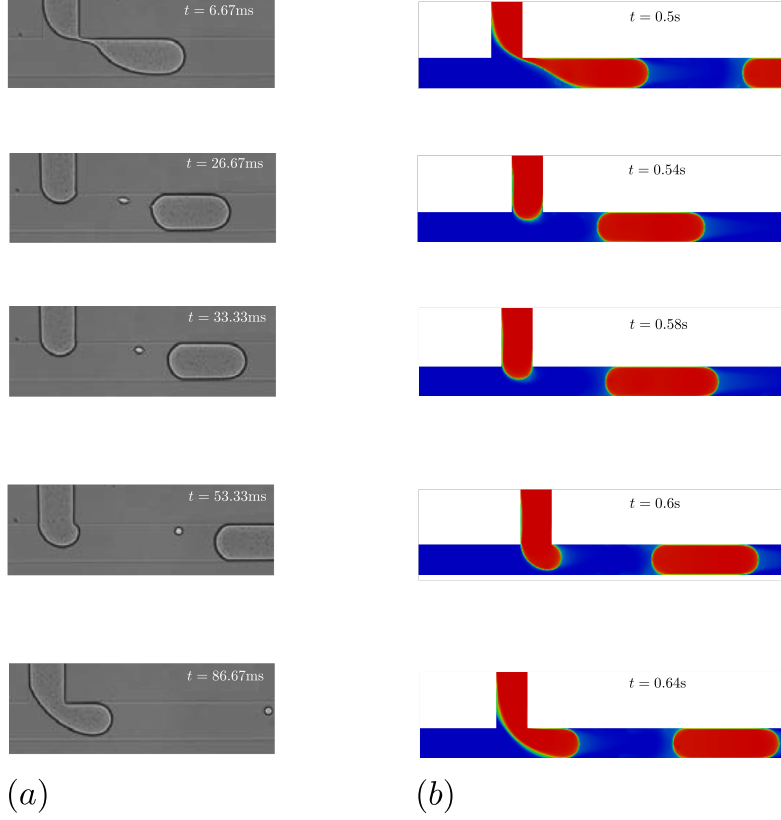 t = 6.67ms
t = 0.5s
t = 26.67ms
t = 0.54s
t = 33.33ms
t = 0.58s
t = 53.33ms
t = 0.6s
t = 86.67ms
t = 0.64s
(a)
(b)